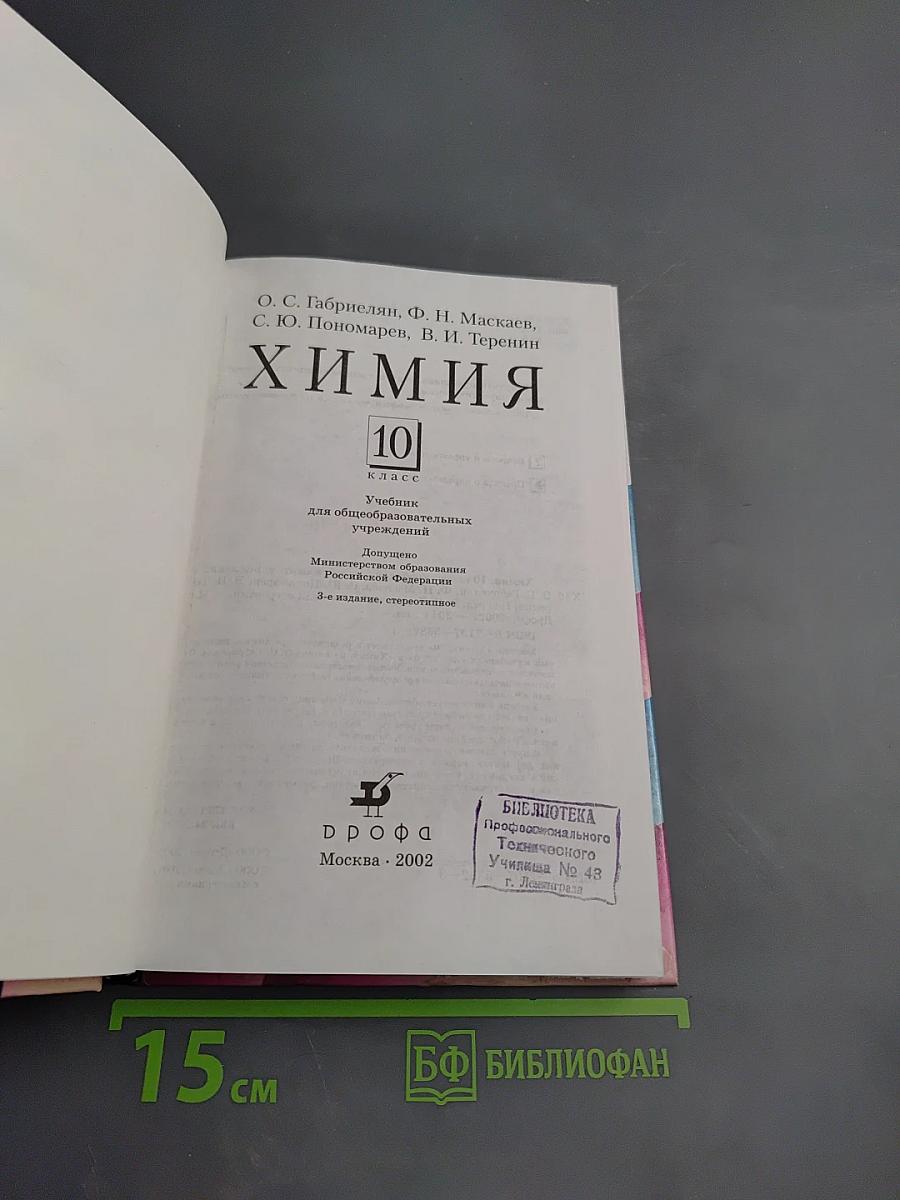 О. С. Габриелян, Ф. Н. Маскаев,
С. Ю. Пономарев, В. И. Теренин
ХИМИЯ
10
класс
Учебник
для общеобразовательных
учреждений
Допущено
Министерством образования
Российской Федерации
3-е издание, стереотипное
дрофа
Москва · 2002
БИБЛИОТЕКА
Профессионального
Технического
Училища № 43
г. Ленинграда
15 см
БФ БИБЛИОФАН